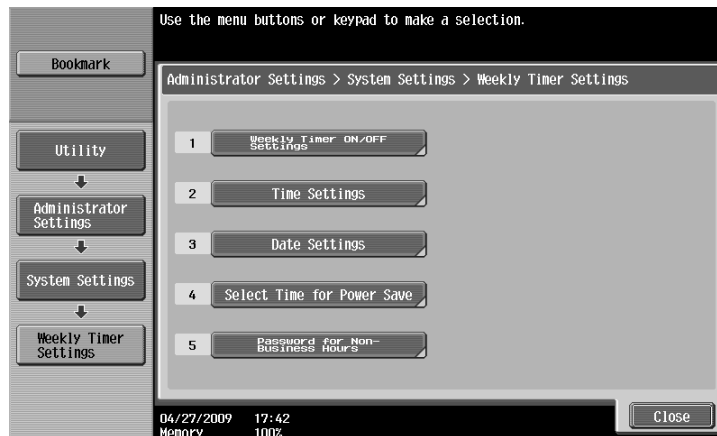 Use the menu buttons or keypad to make a selection.
Bookmark
Administrator Settings > System Settings > Weekly Timer Settings
Utility
Administrator
Settings
System Settings
Weekly Timer
Settings
1
Weekly Timer ON/OFF
Settings
2
Time Settings
3
Date Settings
4
Select Time for Power Save
5
Password for Non-
Business Hours
04/27/2009 17:42
Memory 100%
Close